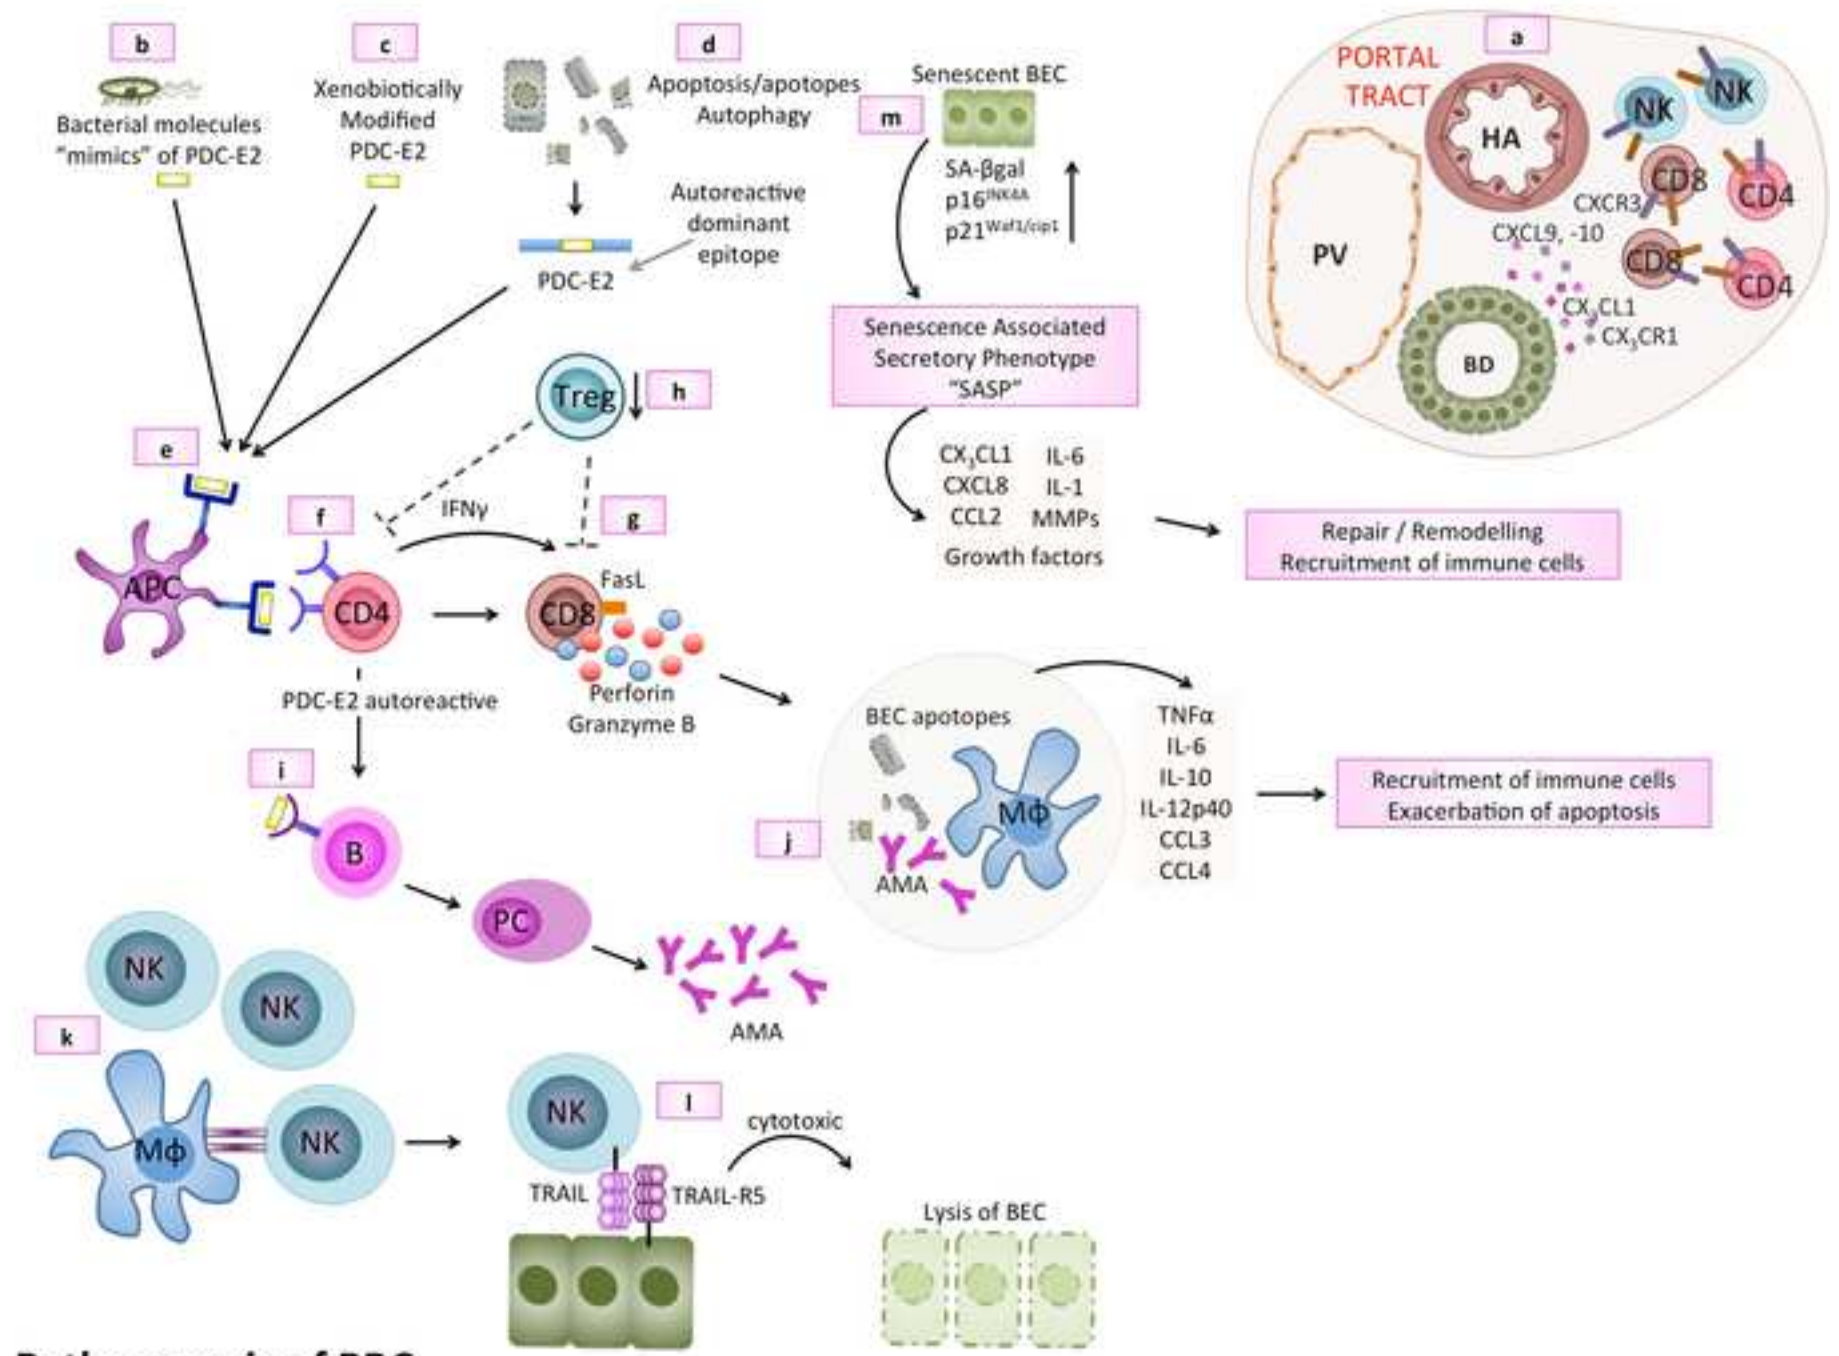 b
Bacterial molecules
"mimics" of PDC-E2
c
Xenobiotically
Modified
PDC-E2
d
Apoptosis/apotopes
Autophagy
Autoreactive
dominant
epitope
PDC-E2
m
Senescent BEC
SA-βgal
p16INK4A
p21Waf1/cip1
Senescence Associated
Secretory Phenotype
"SASP"
CX3CL1 IL-6
CXCL8 IL-1
CCL2 MMPs
Growth factors
Repair / Remodelling
Recruitment of immune cells
a
PORTAL
TRACT
HA
PV
BD
NK
NK
CD8
CD4
CXCR3
CXCL9, -10
CD8
CD4
CX3CL1
CX3CR1
Treg
h
e
APC
f
IFNγ
g
CD4
CD8
FasL
Perforin
Granzyme B
PDC-E2 autoreactive
i
B
PC
AMA
j
BEC apotopes
Mφ
AMA
TNFα
IL-6
IL-10
IL-12p40
CCL3
CCL4
Recruitment of immune cells
Exacerbation of apoptosis
k
NK
NK
Mφ
NK
NK
l
cytotoxic
TRAIL
TRAIL-R5
Lysis of BEC